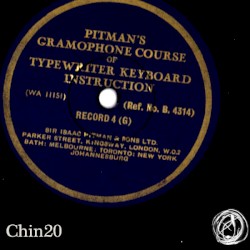 PITMAN'S
GRAMOPHONE COURSE
OF
TYPEWRITER KEYBOARD
INSTRUCTION
(WA 11151)
(Ref. No. B. 4314)
RECORD 4 (G)
SIR ISAAC PITMAN & SONS LTD.
PARKER STREET, KINGSWAY, LONDON, W.C.2
BATH; MELBOURNE; TORONTO; NEW YORK
JOHANNESBURG
Chin20